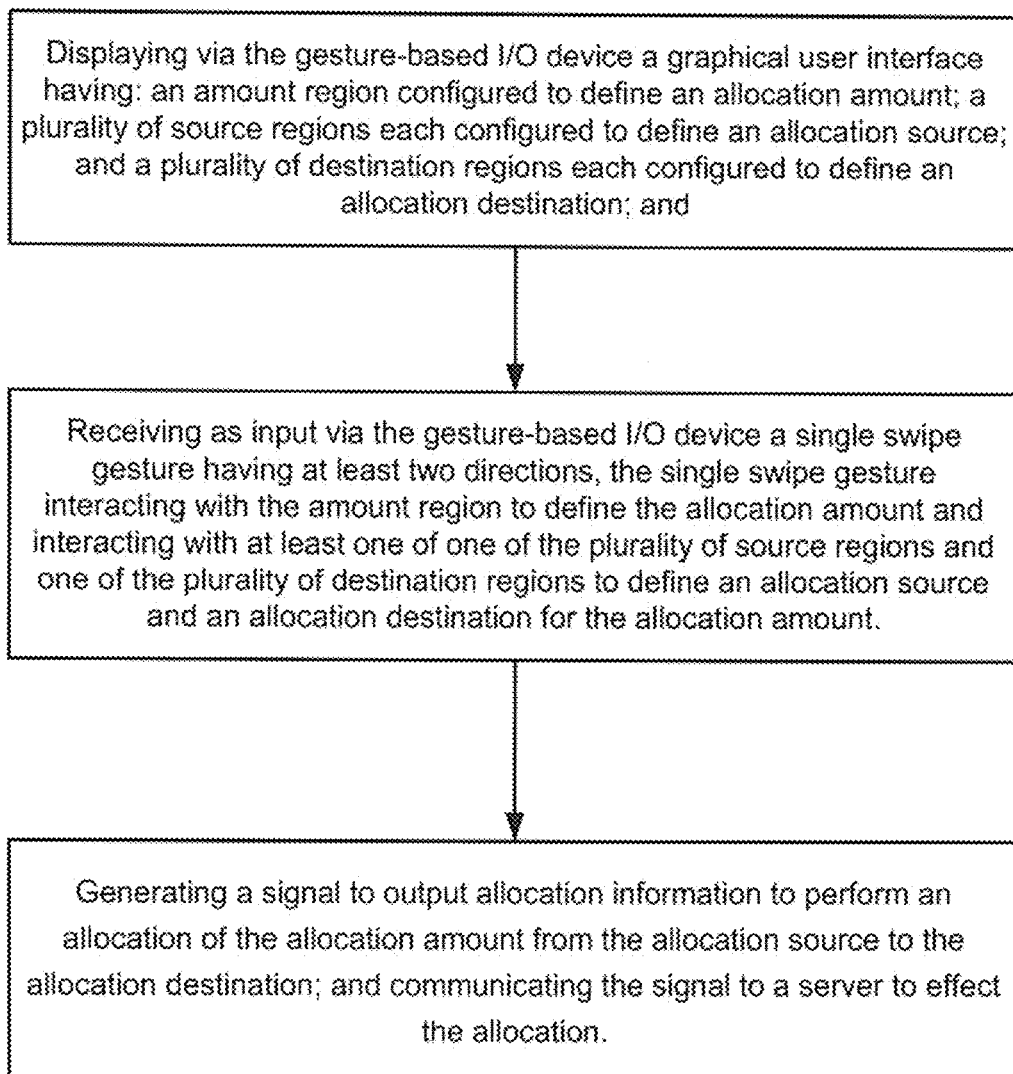 Displaying via the gesture-based I/O device a graphical user interface
having: an amount region configured to define an allocation amount; a
plurality of source regions each configured to define an allocation source;
and a plurality of destination regions each configured to define an
allocation destination; and
Receiving as input via the gesture-based I/O device a single swipe
gesture having at least two directions, the single swipe gesture
interacting with the amount region to define the allocation amount and
interacting with at least one of one of the plurality of source regions and
one of the plurality of destination regions to define an allocation source
and an allocation destination for the allocation amount.
Generating a signal to output allocation information to perform an
allocation of the allocation amount from the allocation source to the
allocation destination; and communicating the signal to a server to effect
the allocation.